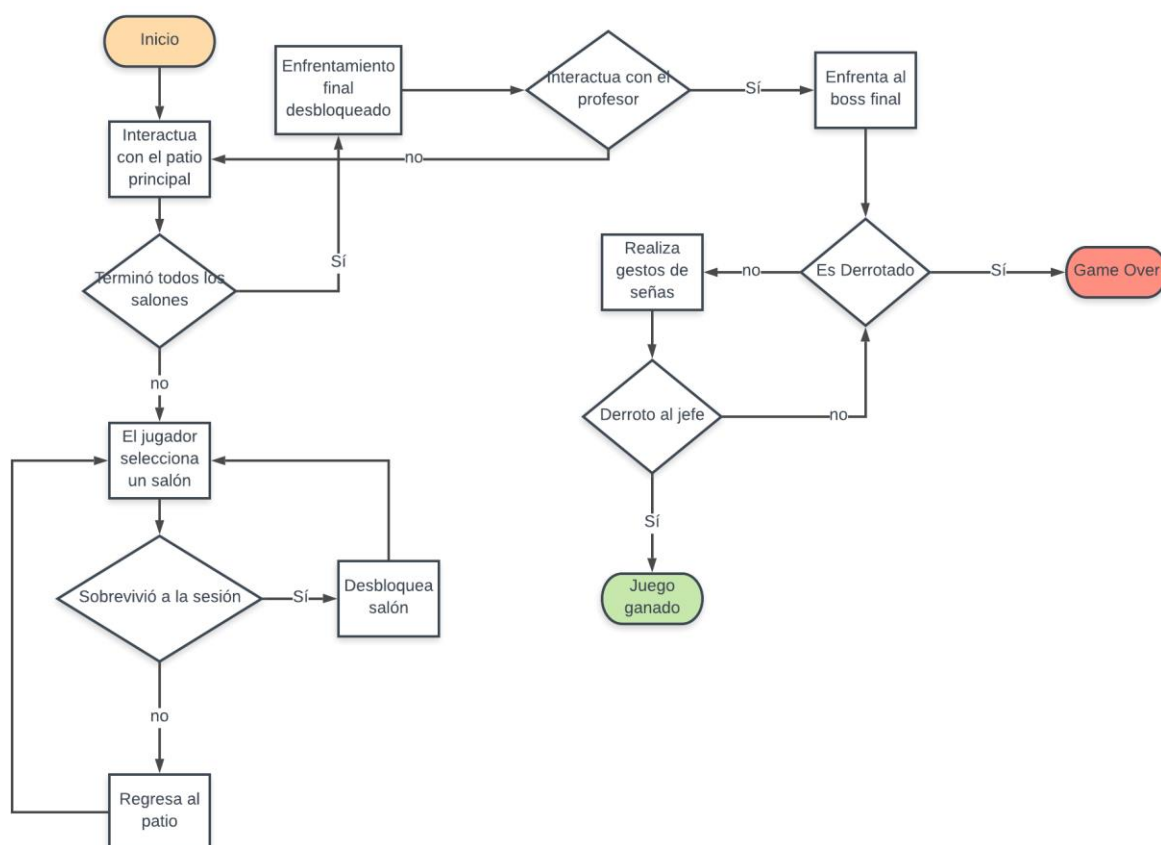 Inicio
Enfrentamiento
final
desbloqueado
Interactua con el
profesor
Sí
Enfrenta al
boss final
Interactua
con el patio
principal
no
Sí
Terminó todos los
salones
Realiza
gestos de
señas
no
Es Derrotado
Sí
Game Over
no
Derroto al jefe
no
El jugador
selecciona
un salón
Sí
Sobrevivió a la sesión
Sí
Desbloquea
salón
Juego
ganado
no
Regresa al
patio